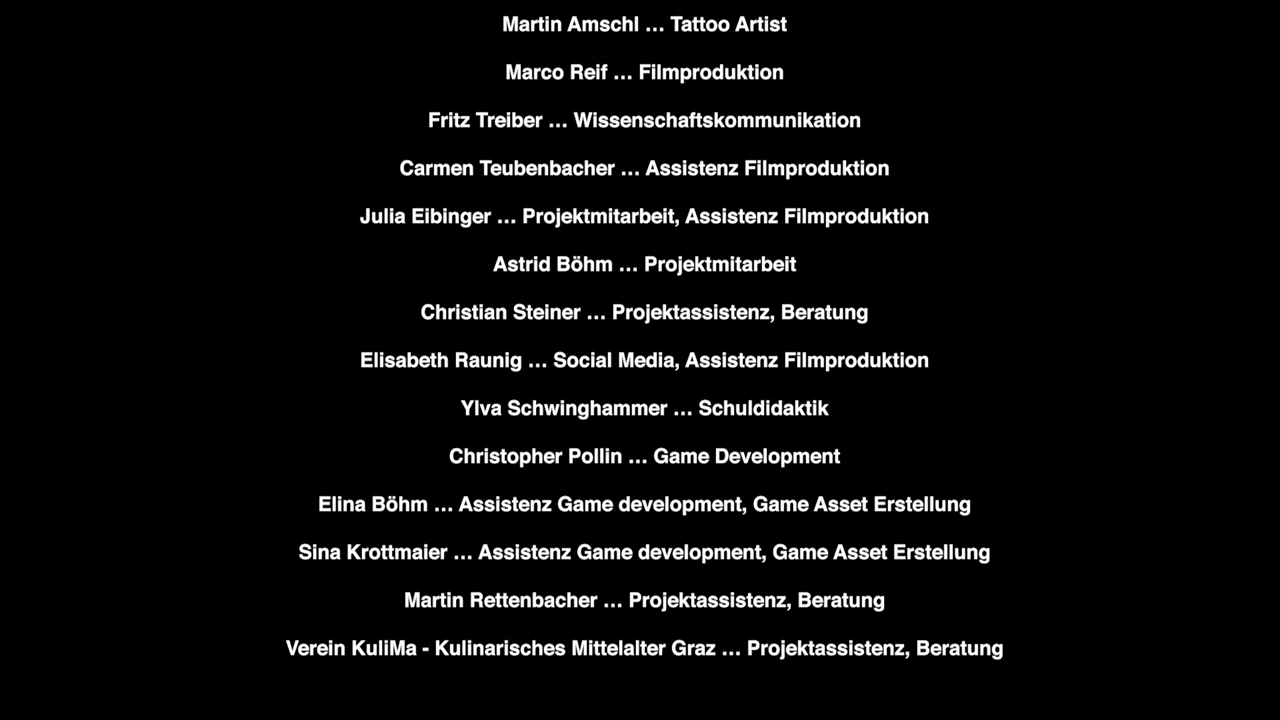 Martin Amschl … Tattoo Artist
Marco Reif … Filmproduktion
Fritz Treiber … Wissenschaftskommunikation
Carmen Teubenbacher … Assistenz Filmproduktion
Julia Eibinger … Projektmitarbeit, Assistenz Filmproduktion
Astrid Böhm … Projektmitarbeit
Christian Steiner … Projektassistenz, Beratung
Elisabeth Raunig … Social Media, Assistenz Filmproduktion
Ylva Schwinghammer … Schuldidaktik
Christopher Pollin … Game Development
Elina Böhm … Assistenz Game development, Game Asset Erstellung
Sina Krottmaier … Assistenz Game development, Game Asset Erstellung
Martin Rettenbacher … Projektassistenz, Beratung
Verein KuliMa - Kulinarisches Mittelalter Graz … Projektassistenz, Beratung